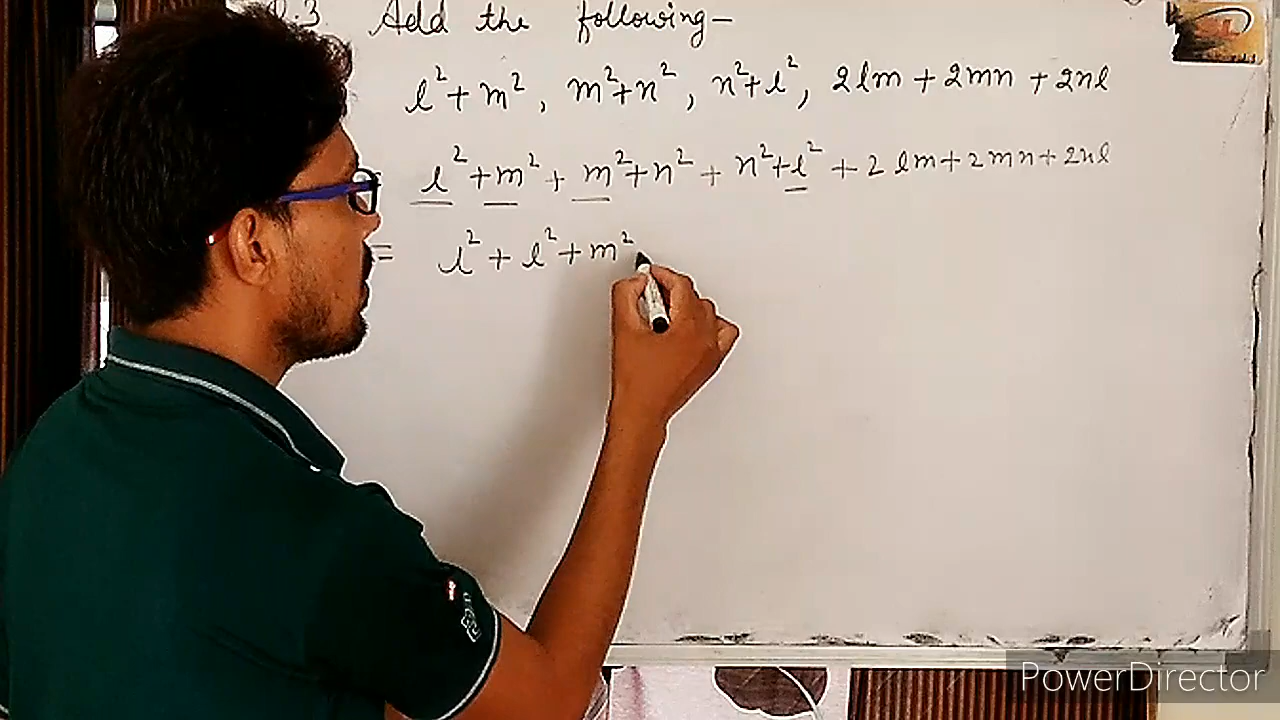 Q.3 Add the following—
l² + m², m² + n², n² + l², 2lm + 2mn + 2nl
= l² + m² + m² + n² + n² + l² + 2lm + 2mn + 2nl
= l² + l² + m²
PowerDirector